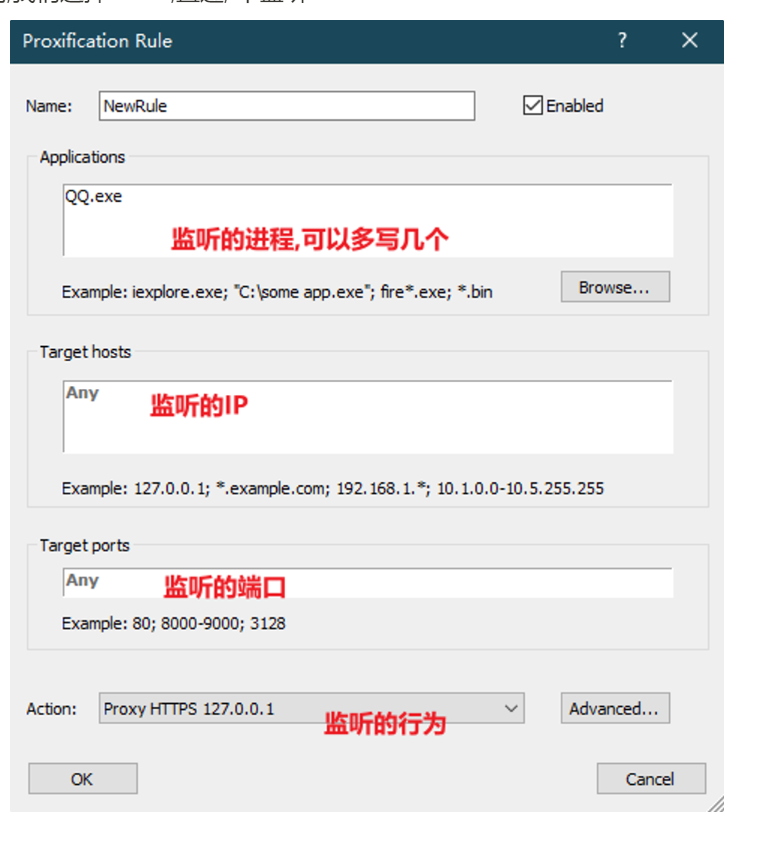 Proxification Rule ?
Name: NewRule Enabled
Applications
QQ.exe
监听的进程,可以多写几个
Example: iexplore.exe; "C:\some app.exe"; fire*.exe; *.bin Browse...
Target hosts
Any
监听的IP
Example: 127.0.0.1; *.example.com; 192.168.1.*; 10.1.0.0-10.5.255.255
Target ports
Any
监听的端口
Example: 80; 8000-9000; 3128
Action: Proxy HTTPS 127.0.0.1 Advanced...
监听的行为
OK Cancel